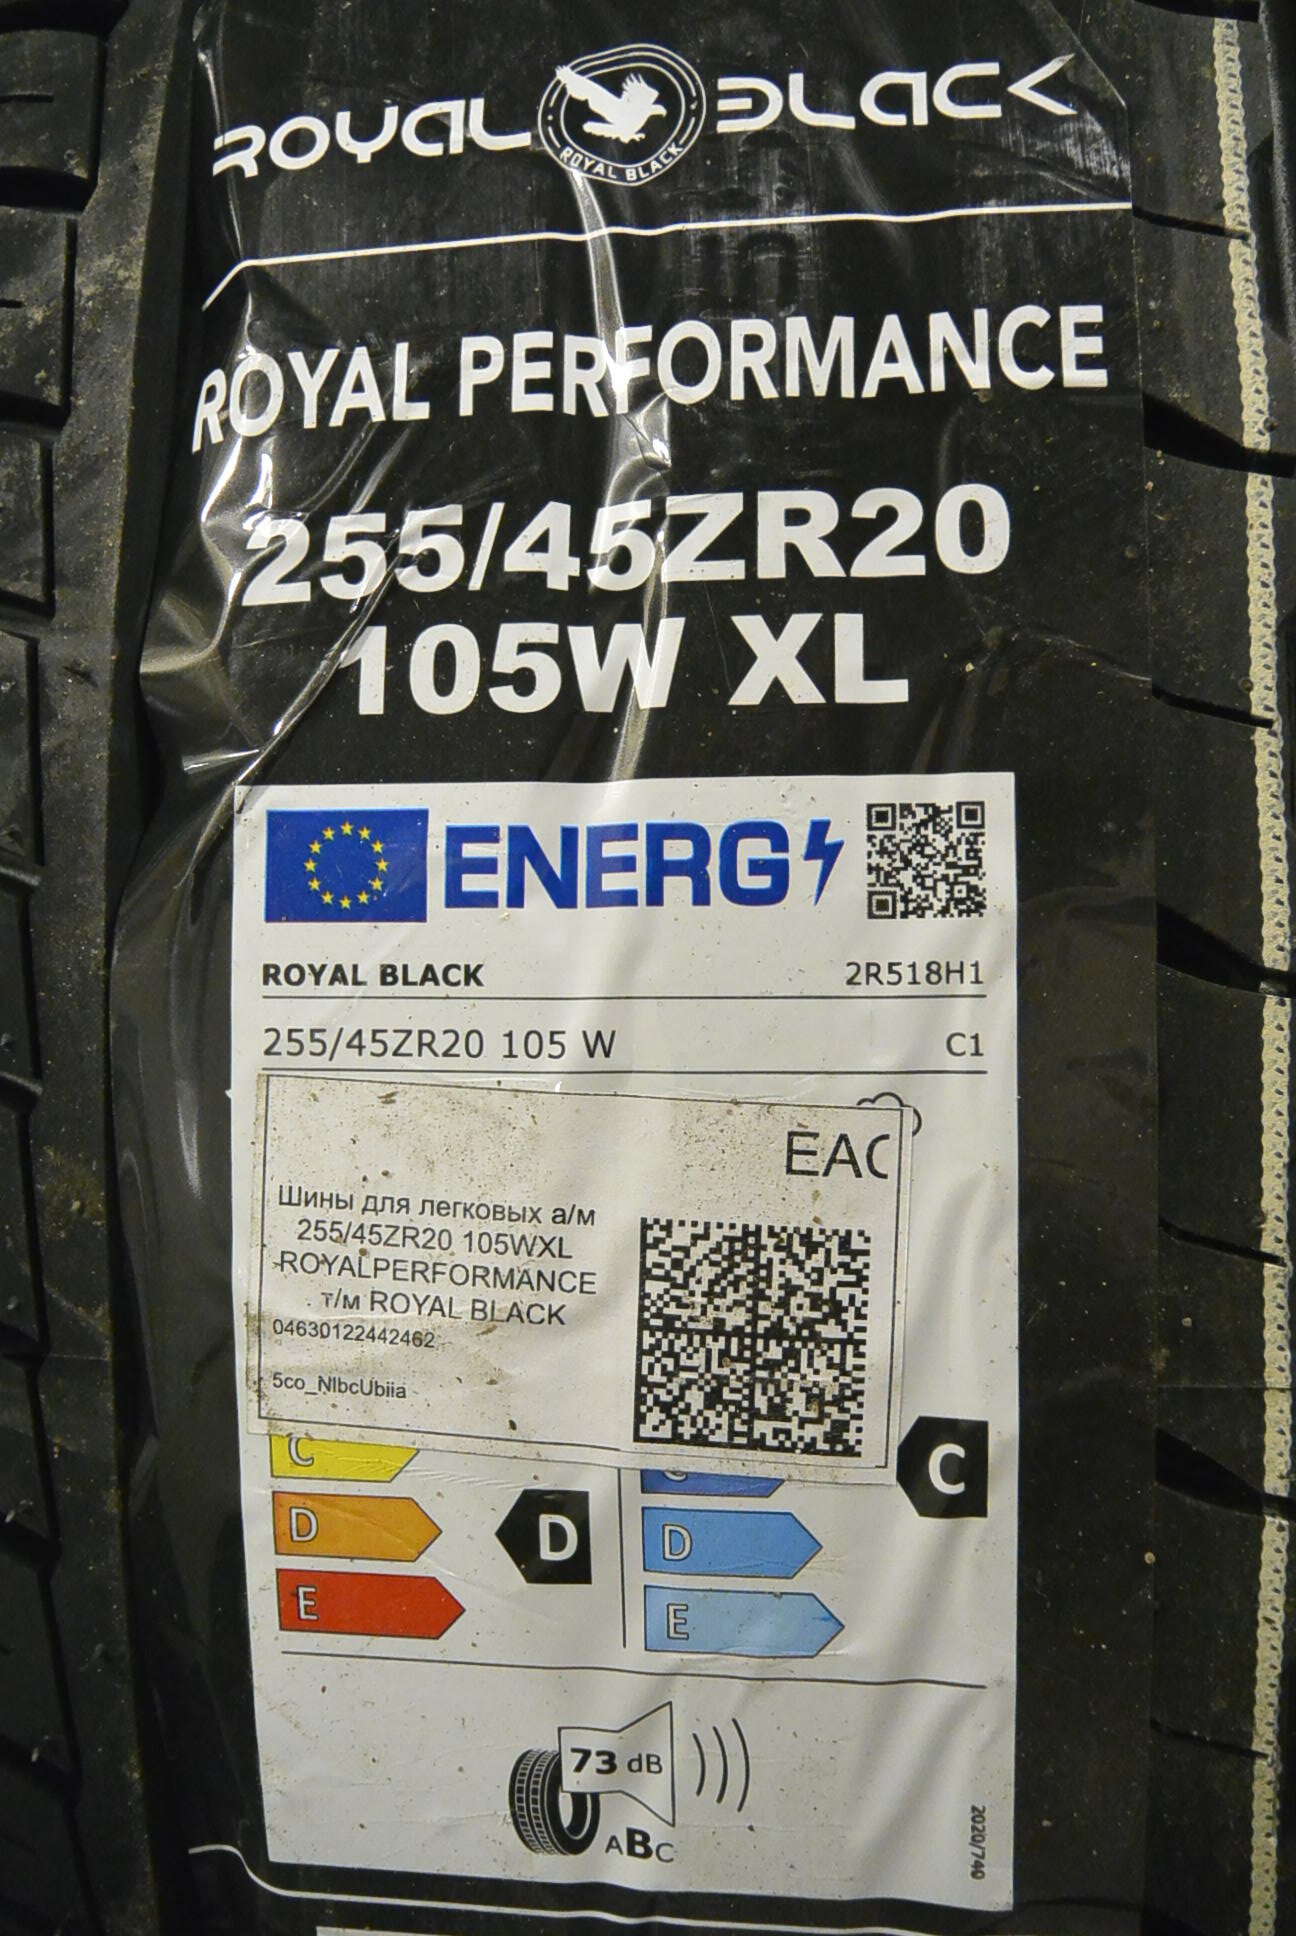 ROYAL BLACK
ROYAL BLACK
ROYAL PERFORMANCE
255/45ZR20
105W XL
ENERG
ROYAL BLACK 2R518H1
255/45ZR20 105 W C1
EAC
Шины для легковых а/м
255/45ZR20 105WXL
ROYALPERFORMANCE
т/м ROYAL BLACK
04630122442462
5co_NlbcUbiia
C C C
D D D
E E
73 dB
ABC
2020/740